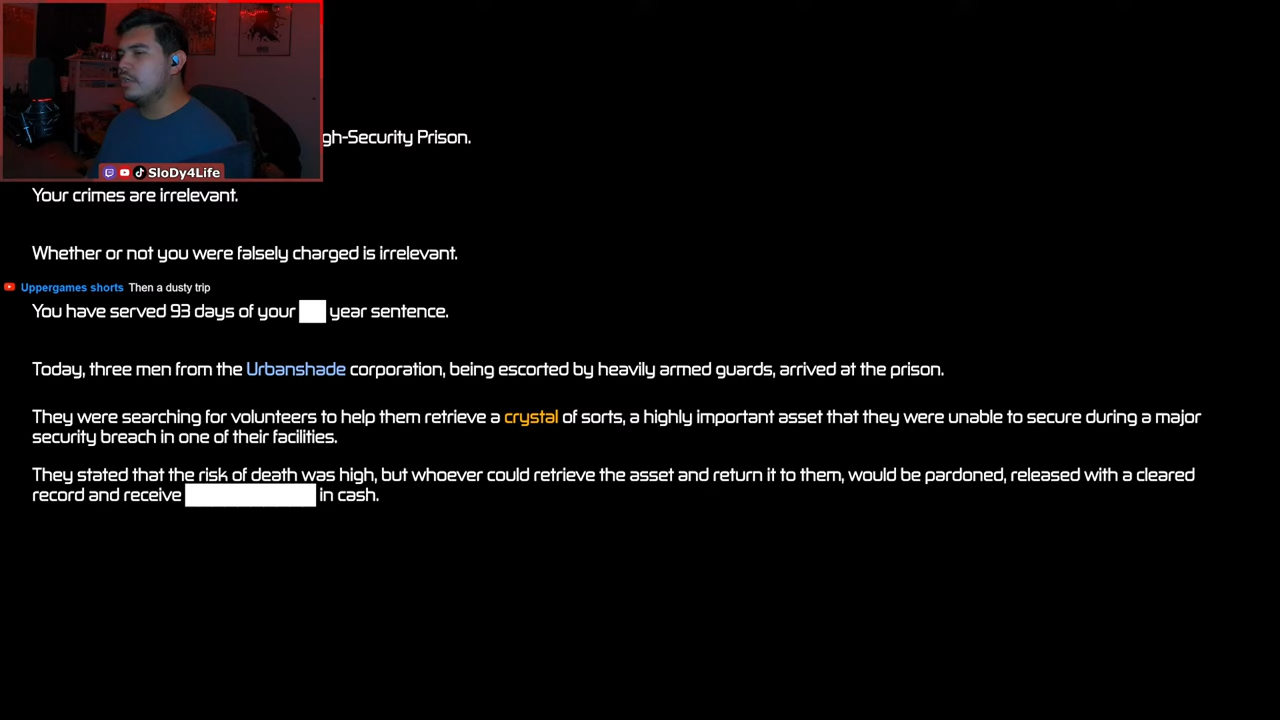 gh-Security Prison.
SloDy4Life
Your crimes are irrelevant.
Whether or not you were falsely charged is irrelevant.
Uppergames shorts Then a dusty trip
You have served 93 days of your year sentence.
Today, three men from the Urbanshade corporation, being escorted by heavily armed guards, arrived at the prison.
They were searching for volunteers to help them retrieve a crystal of sorts, a highly important asset that they were unable to secure during a major
security breach in one of their facilities.
They stated that the risk of death was high, but whoever could retrieve the asset and return it to them, would be pardoned, released with a cleared
record and receive in cash.